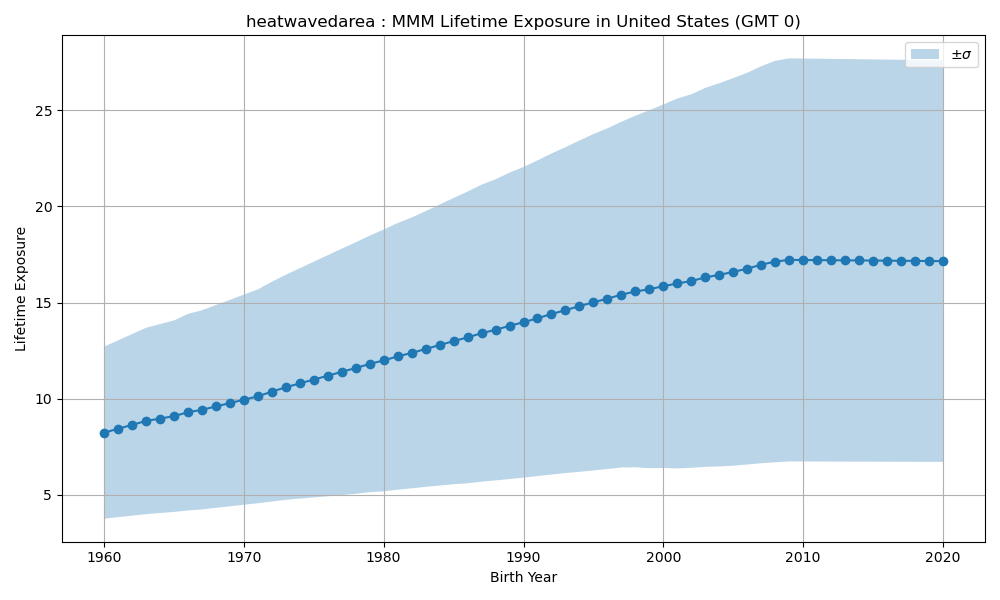 heatwavedarea : MMM Lifetime Exposure in United States (GMT 0)
±σ
Lifetime Exposure
25
20
15
10
5
1960 1970 1980 1990 2000 2010 2020
Birth Year